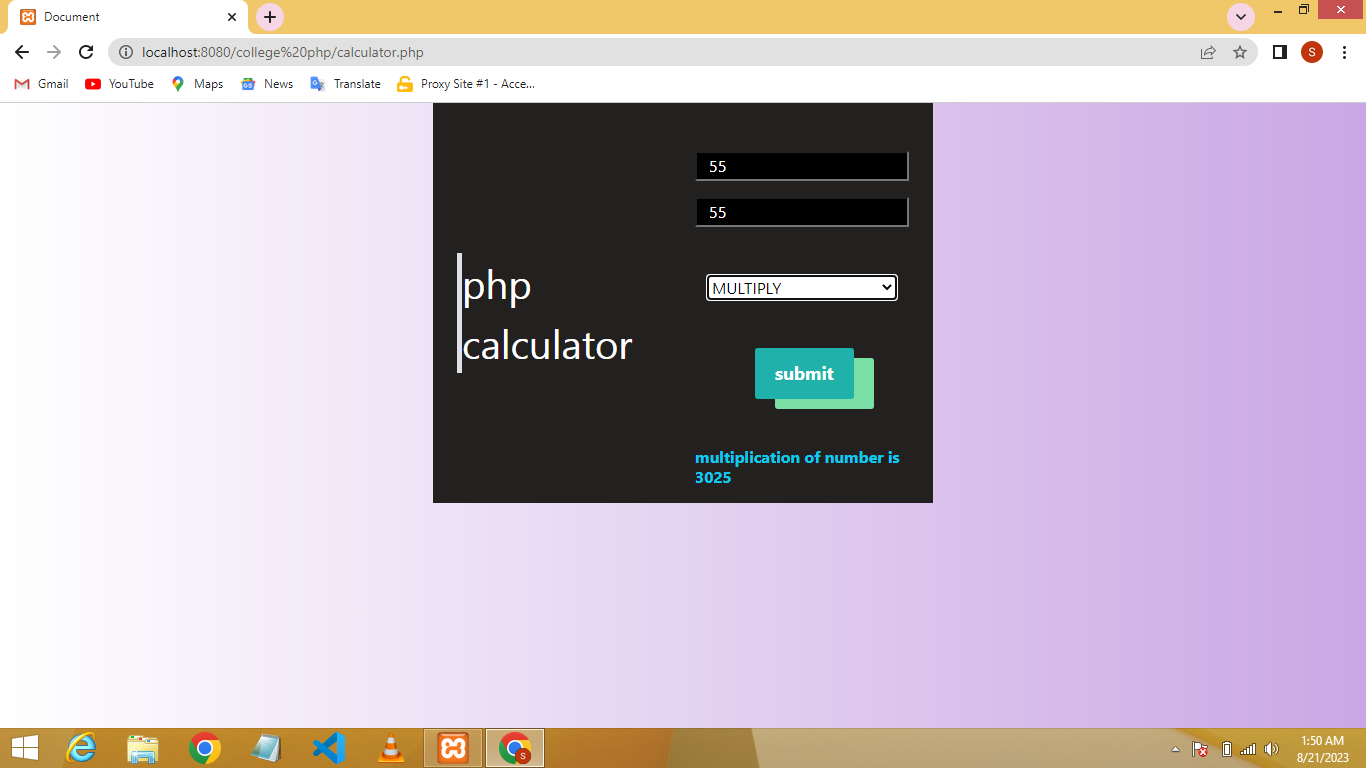 Document
localhost:8080/college%20php/calculator.php
S
Gmail
YouTube
Maps
News
Translate
Proxy Site #1 - Acce...
55
55
php
calculator
MULTIPLY
submit
multiplication of number is
3025
S
1:50 AM
8/21/2023